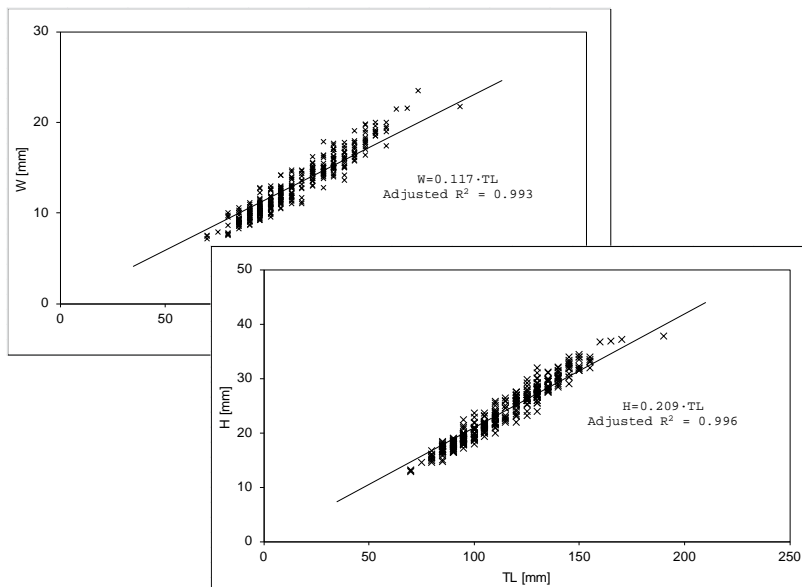 30
20
10
0
0
50
W [mm]
W=0.117·TL
Adjusted R² = 0.993
50
40
30
20
10
0
0
50
100
150
200
250
H [mm]
TL [mm]
H=0.209·TL
Adjusted R² = 0.996